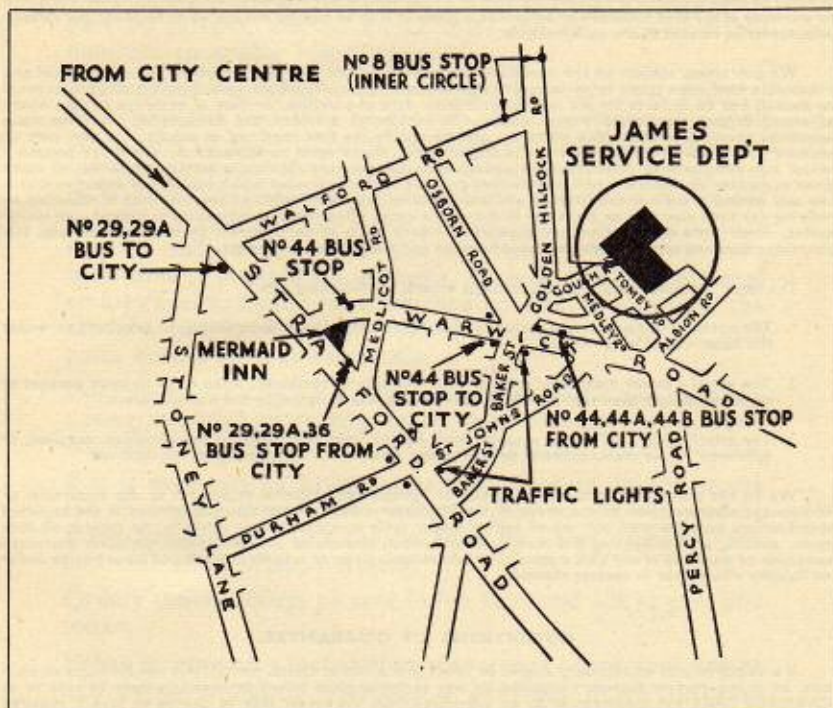 FROM CITY CENTRE
Nº 8 BUS STOP
(INNER CIRCLE)
JAMES
SERVICE DEP'T
Nº 29, 29A
BUS TO
CITY
Nº 44 BUS
STOP
MERMAID
INN
Nº 29, 29A, 36
BUS STOP FROM
CITY
Nº 44 BUS
STOP TO
CITY
Nº 44, 44A, 44B BUS STOP
FROM CITY
TRAFFIC LIGHTS
WALFORD RD
OSBORN ROAD
GOLDEN HILLOCK RD
MEDLICOT RD
STRATFORD ROAD
WARWICK ROAD
STONEY LANE
DURHAM RD
ST JOHNS ROAD
BAKER ST
BAKER ST
TOMEY RD
MEDLEY RD
ALBION RD
PERCY ROAD